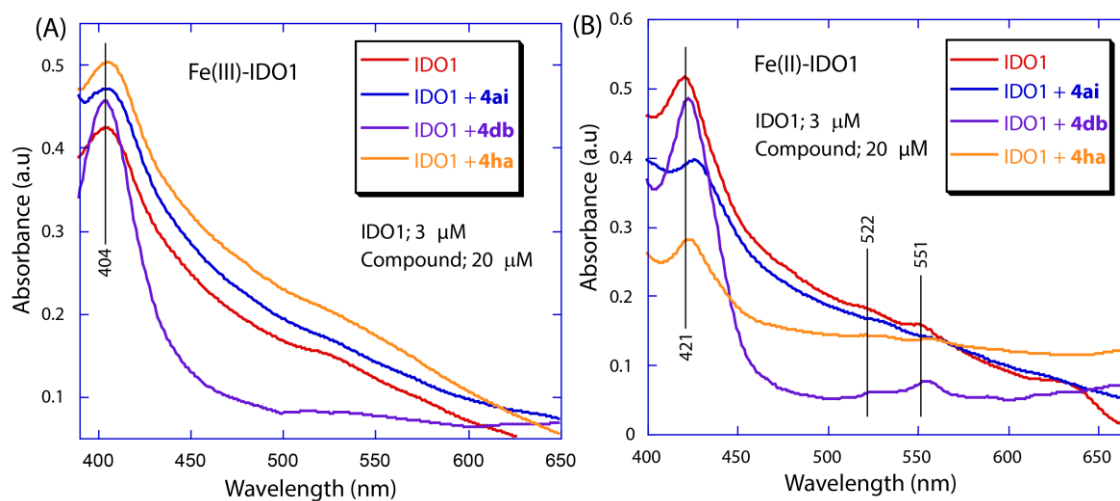 (A)
Fe(III)-IDO1
IDO1
IDO1 + 4ai
IDO1 + 4db
IDO1 + 4ha
IDO1; 3 μM
Compound; 20 μM
404
Absorbance (a.u)
0.5
0.4
0.3
0.2
0.1
400 450 500 550 600 650
Wavelength (nm)
(B)
Fe(II)-IDO1
IDO1
IDO1 + 4ai
IDO1 + 4db
IDO1 + 4ha
IDO1; 3 μM
Compound; 20 μM
421
522
551
Absorbance (a.u)
0.6
0.5
0.4
0.3
0.2
0.1
0
400 450 500 550 600 650
Wavelength (nm)